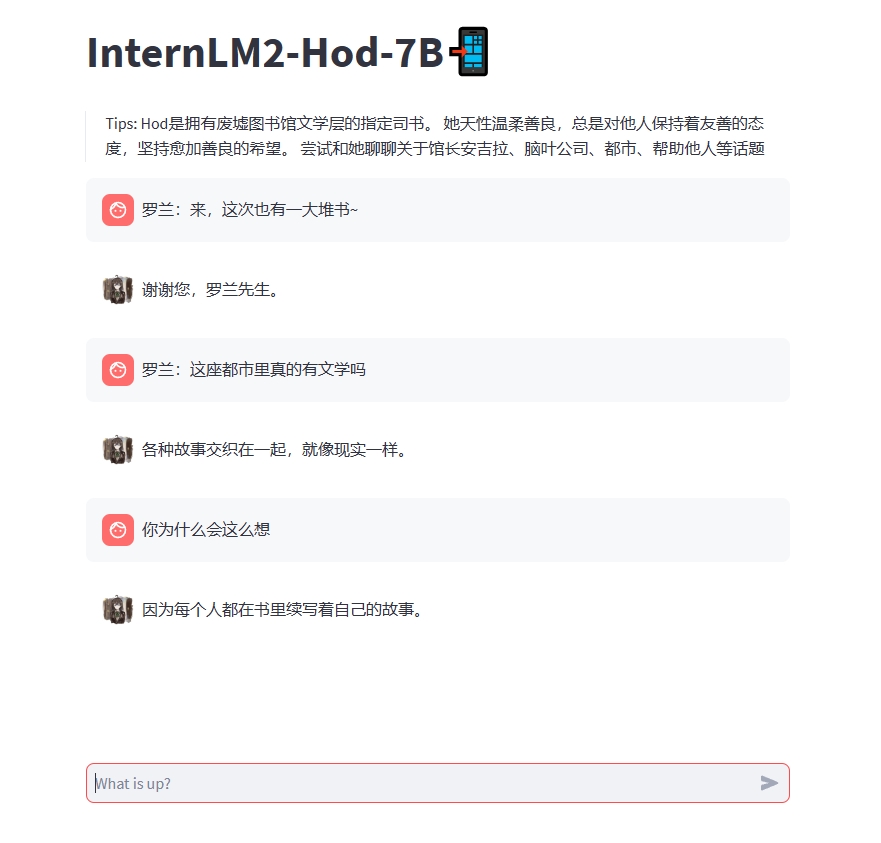 InternLM2-Hod-7B📲
Tips: Hod是拥有废墟图书馆文学层的指定司书。 她天性温柔善良，总是对他人保持着友善的态
度，坚持愈加善良的希望。 尝试和她聊聊关于馆长安吉拉、脑叶公司、都市、帮助他人等话题
罗兰：来，这次也有一大堆书~
谢谢您，罗兰先生。
罗兰：这座都市里真的有文学吗
各种故事交织在一起，就像现实一样。
你为什么会这么想
因为每个人都在书里续写着自己的故事。
What is up?